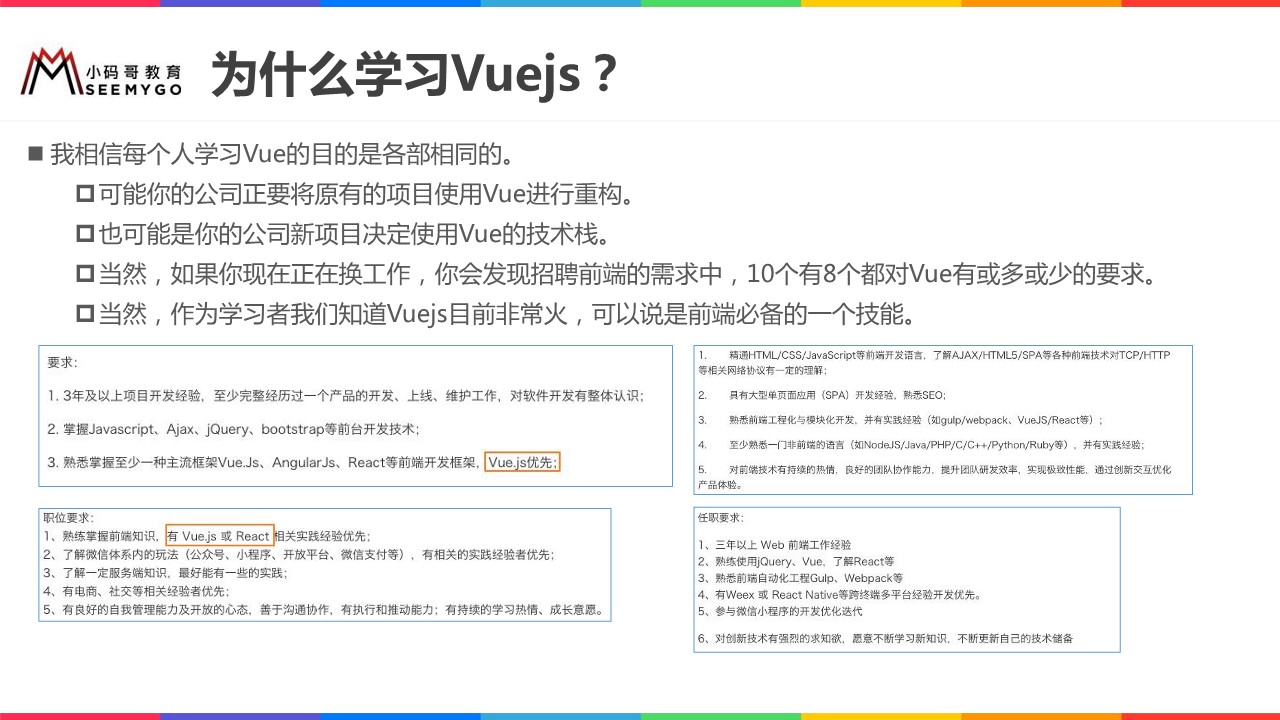 小码哥教育
SEEMYGO
为什么学习Vuejs？
我相信每个人学习Vue的目的是各部相同的。
可能你的公司正要将原有的项目使用Vue进行重构。
也可能是你的公司新项目决定使用Vue的技术栈。
当然，如果你现在正在换工作，你会发现招聘前端的需求中，10个有8个都对Vue有或多或少的要求。
当然，作为学习者我们知道Vuejs目前非常火，可以说是前端必备的一个技能。
要求：
1. 3年及以上项目开发经验，至少完整经历过一个产品的开发、上线、维护工作，对软件开发有整体认识；
2. 掌握Javascript、Ajax、jQuery、bootstrap等前台开发技术；
3. 熟悉掌握至少一种主流框架Vue.Js、AngularJs、React等前端开发框架，Vue.js优先；
1. 精通HTML/CSS/JavaScript等前端开发语言，了解AJAX/HTML5/SPA等各种前端技术对TCP/HTTP
等相关网络协议有一定的理解；
2. 具有大型单页面应用（SPA）开发经验，熟悉SEO；
3. 熟悉前端工程化与模块化开发，并有实践经验（如gulp/webpack、VueJS/React等）；
4. 至少熟悉一门非前端的语言（如NodeJS/Java/PHP/C/C++/Python/Ruby等），并有实践经验；
5. 对前端技术有持续的热情，良好的团队协作能力，提升团队研发效率，实现极致性能，通过创新交互优化
产品体验。
职位要求：
1、熟练掌握前端知识，有 Vue.js 或 React 相关实践经验优先；
2、了解微信体系内的玩法（公众号、小程序、开放平台、微信支付等），有相关的实践经验者优先；
3、了解一定服务端知识，最好能有一些的实践；
4、有电商、社交等相关经验者优先；
5、有良好的自我管理能力及开放的心态，善于沟通协作，有执行和推动能力；有持续的学习热情、成长意愿。
任职要求：
1、三年以上 Web 前端工作经验
2、熟练使用jQuery、Vue，了解React等
3、熟悉前端自动化工程Gulp、Webpack等
4、有Weex 或 React Native等跨终端多平台经验开发优先。
5、参与微信小程序的开发优化迭代
6、对创新技术有强烈的求知欲，愿意不断学习新知识，不断更新自己的技术储备